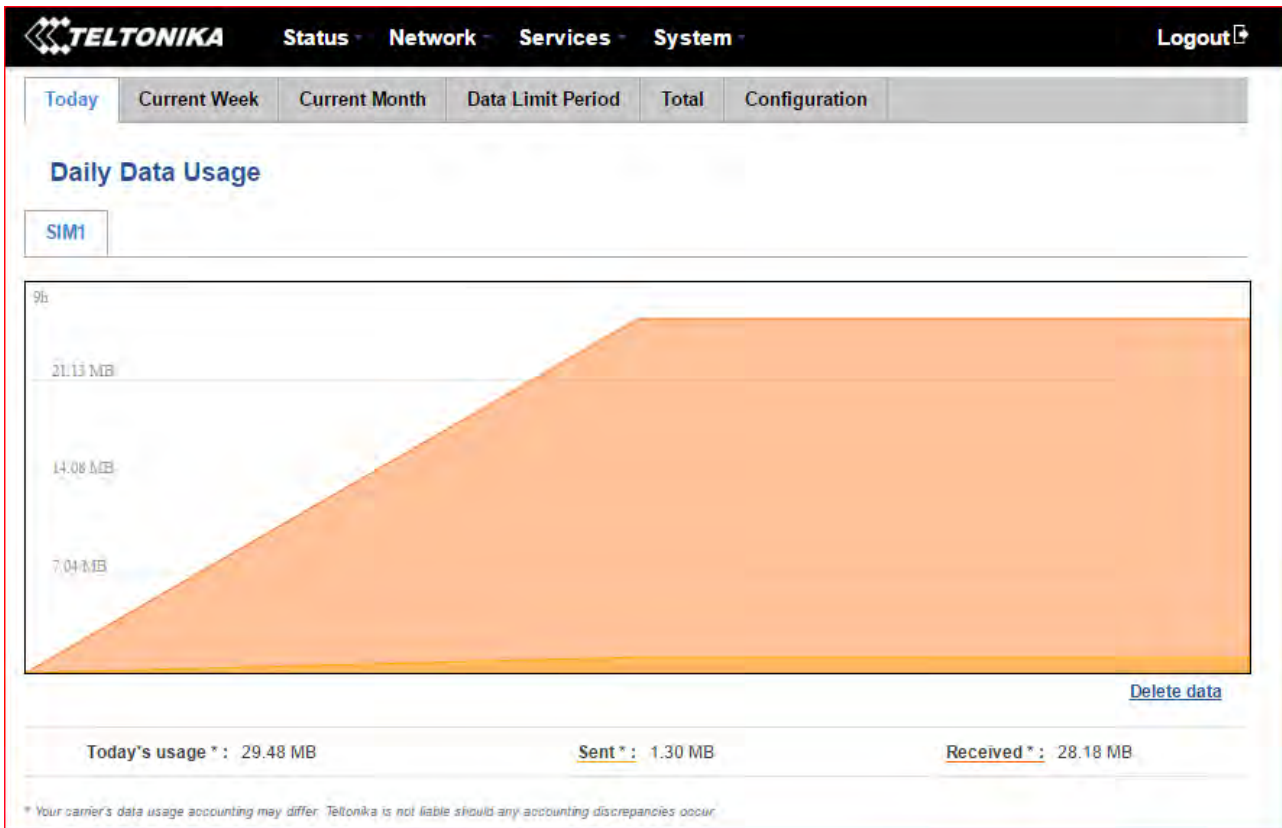 TELTONIKA Status Network Services System Logout
Today Current Week Current Month Data Limit Period Total Configuration
Daily Data Usage
SIM1
9h
21.13 MB
14.08 MB
7.04 MB
Delete data
Today's usage * : 29.48 MB Sent * : 1.30 MB Received * : 28.18 MB
* Your carrier's data usage accounting may differ. Teltonika is not liable should any accounting discrepancies occur.